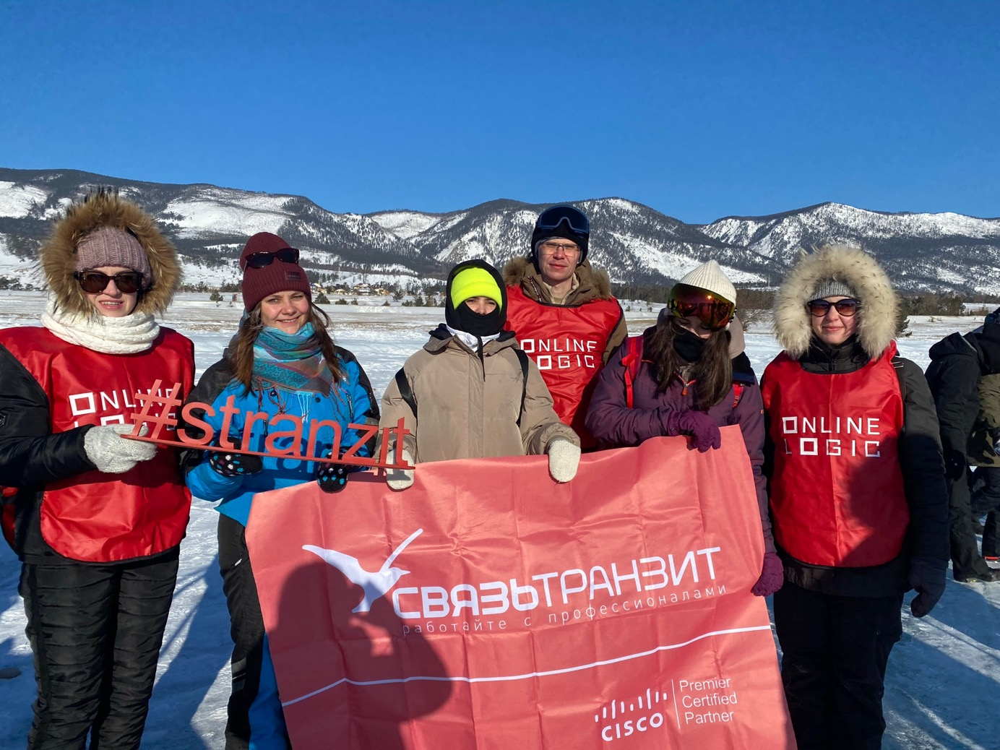 ONLINE
LOGIC
#stranzit
ONLINE
LOGIC
ONLINE
LOGIC
СВЯЗЬТРАНЗИТ
работайте с профессионалами
CISCO
Premier
Certified
Partner